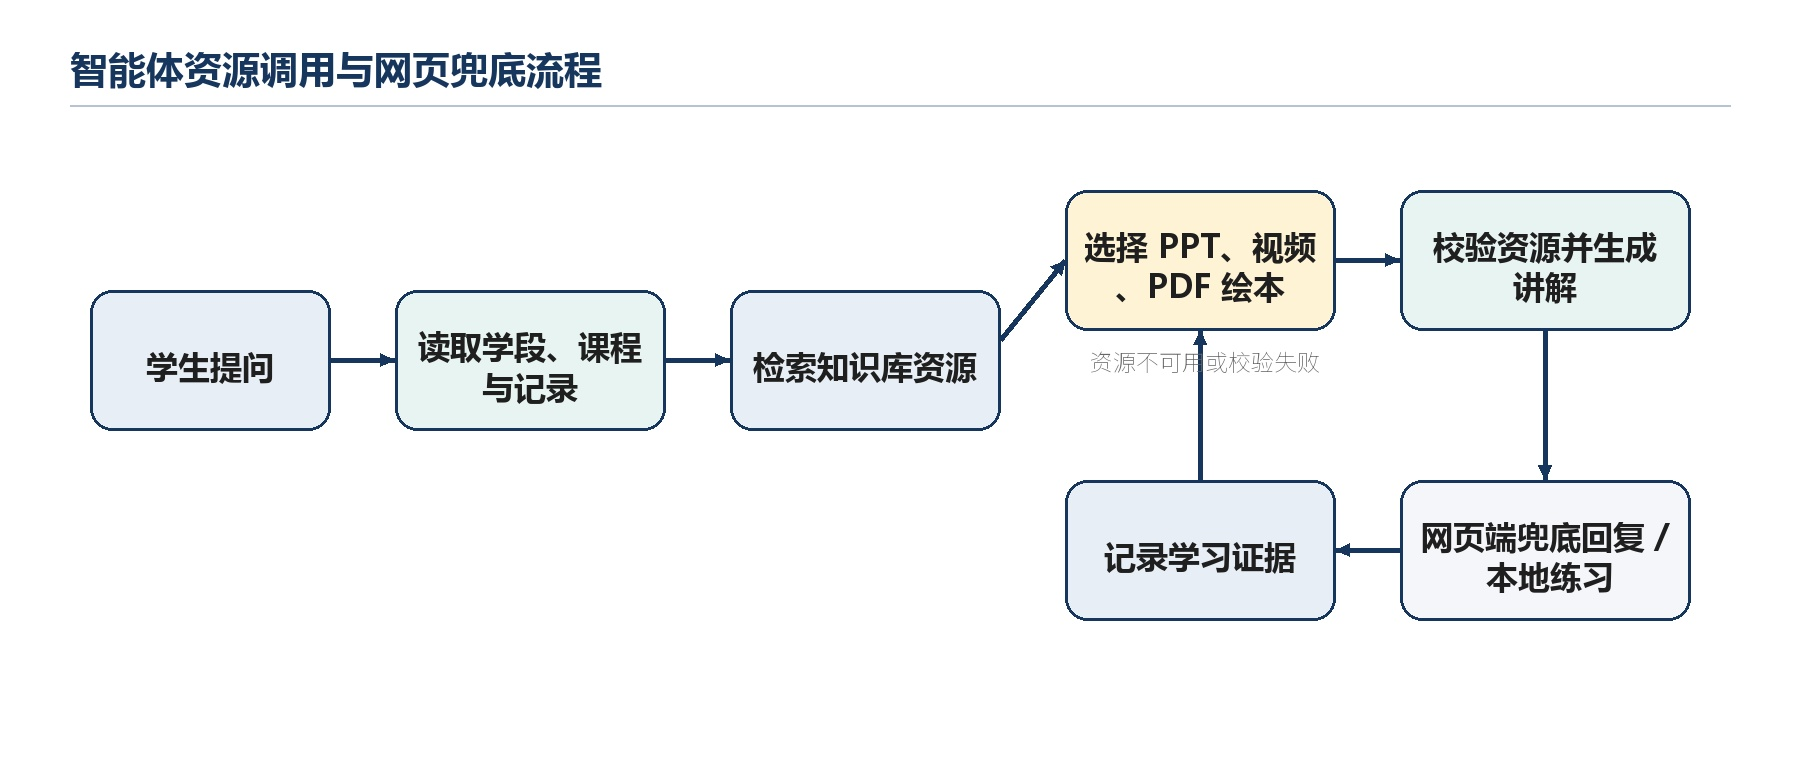 智能体资源调用与网页兜底流程
学生提问
读取学段、课程
与记录
检索知识库资源
选择 PPT、视频
、PDF 绘本
校验资源并生成
讲解
资源不可用或校验失败
记录学习证据
网页端兜底回复 /
本地练习